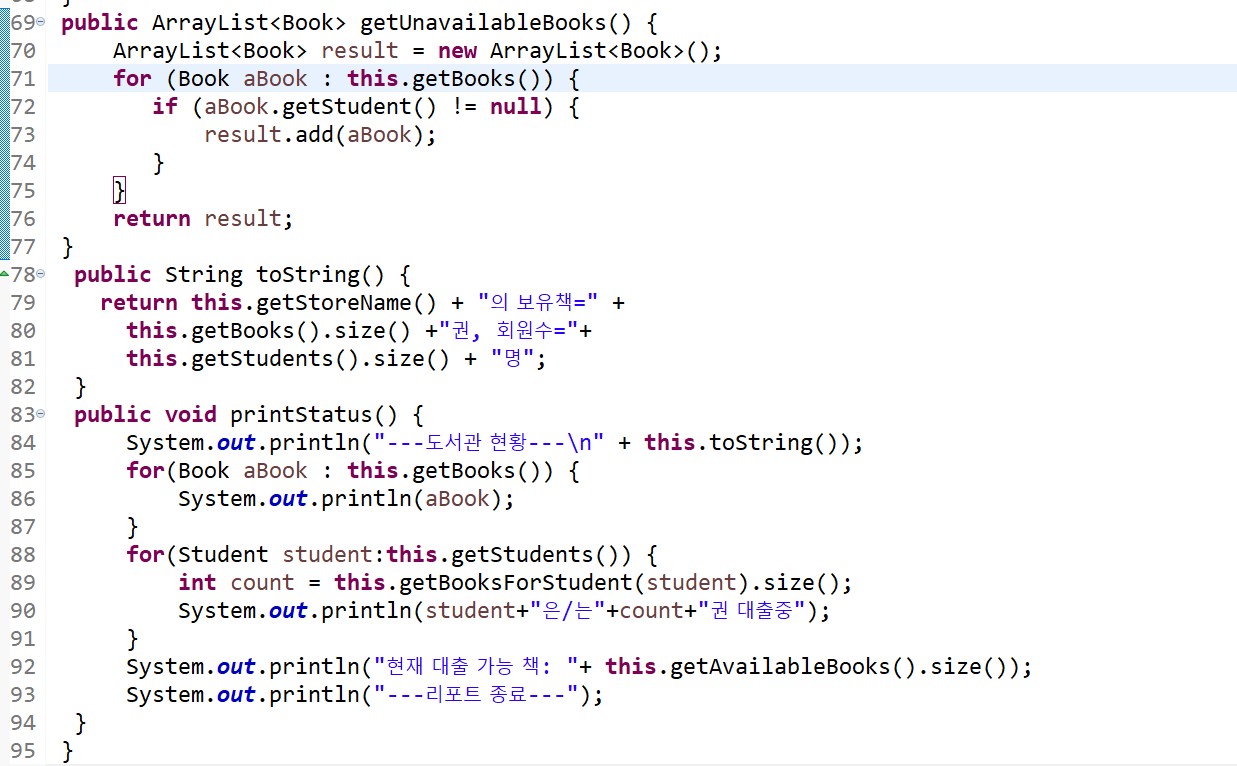 69 public ArrayList<Book> getUnavailableBooks() {
70 ArrayList<Book> result = new ArrayList<Book>();
71 for (Book aBook : this.getBooks()) {
72 if (aBook.getStudent() != null) {
73 result.add(aBook);
74 }
75 }
76 return result;
77 }
78 public String toString() {
79 return this.getStoreName() + "의 보유책=" +
80 this.getBooks().size() +"권, 회원수="+
81 this.getStudents().size() + "명";
82 }
83 public void printStatus() {
84 System.out.println("---도서관 현황---\n" + this.toString());
85 for(Book aBook : this.getBooks()) {
86 System.out.println(aBook);
87 }
88 for(Student student:this.getStudents()) {
89 int count = this.getBooksForStudent(student).size();
90 System.out.println(student+"은/는"+count+"권 대출중");
91 }
92 System.out.println("현재 대출 가능 책: "+ this.getAvailableBooks().size());
93 System.out.println("---리포트 종료---");
94 }
95 }